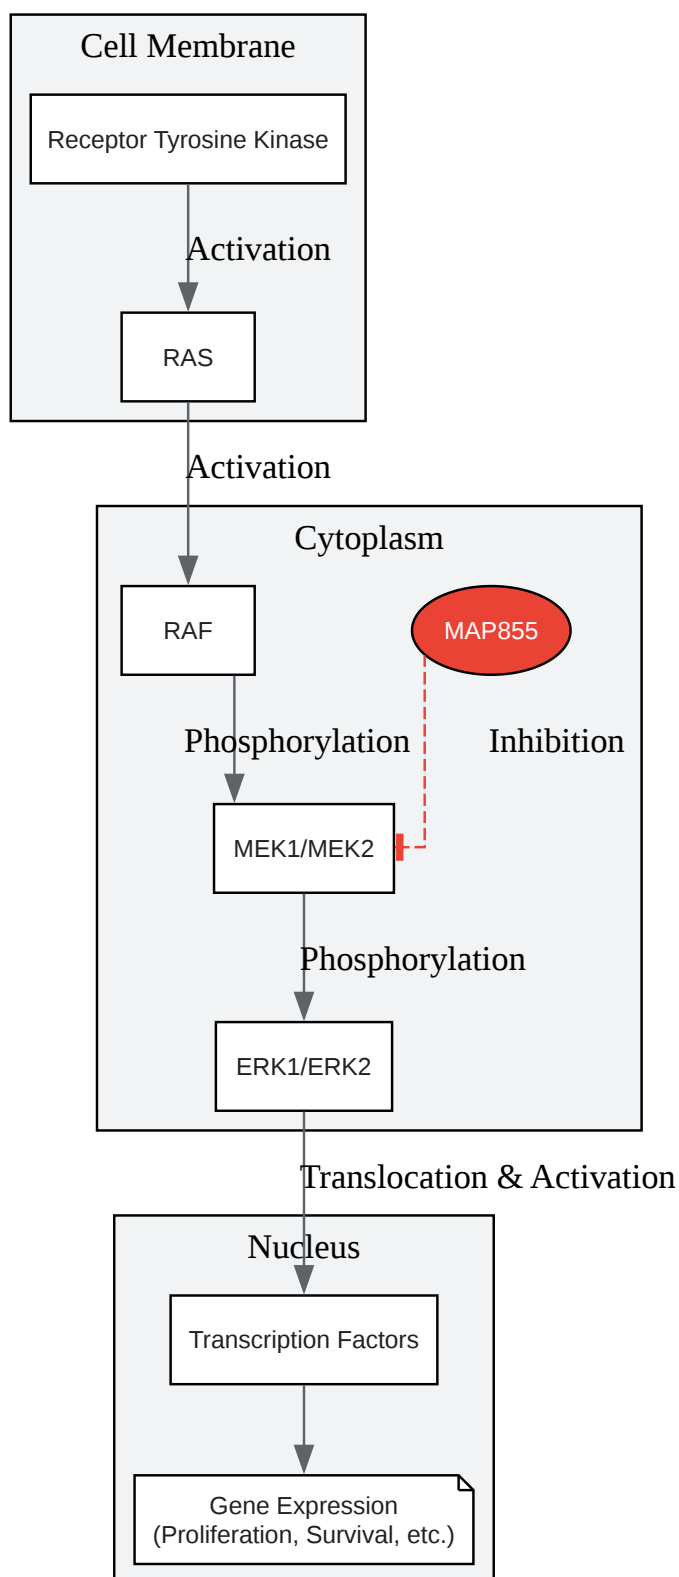 Cell Membrane
Receptor Tyrosine Kinase
Activation
RAS
Activation
Cytoplasm
RAF
MAP855
Phosphorylation
Inhibition
MEK1/MEK2
Phosphorylation
ERK1/ERK2
Translocation & Activation
Nucleus
Transcription Factors
Gene Expression
(Proliferation, Survival, etc.)